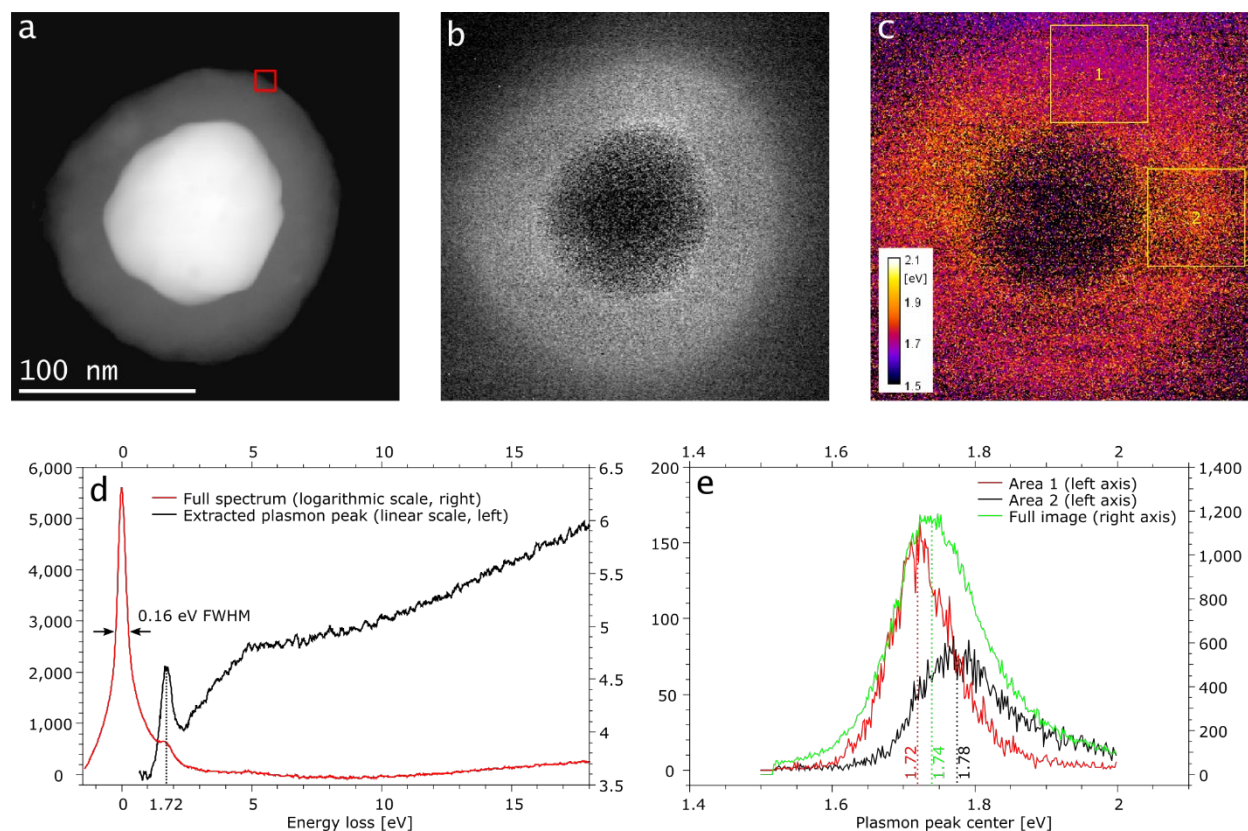 a
100 nm
b
c
1
2
2.1
[eV]
1.9
1.7
1.5
d
0 5 10 15
6,000
5,000
4,000
3,000
2,000
1,000
0
6.5
6
5.5
5
4.5
4
3.5
Full spectrum (logarithmic scale, right)
Extracted plasmon peak (linear scale, left)
0.16 eV FWHM
0 1.72 5 10 15
Energy loss [eV]
e
1.4 1.6 1.8 2
200
150
100
50
0
1,400
1,200
1,000
800
600
400
200
0
Area 1 (left axis)
Area 2 (left axis)
Full image (right axis)
1.72
1.74
1.78
1.4 1.6 1.8 2
Plasmon peak center [eV]